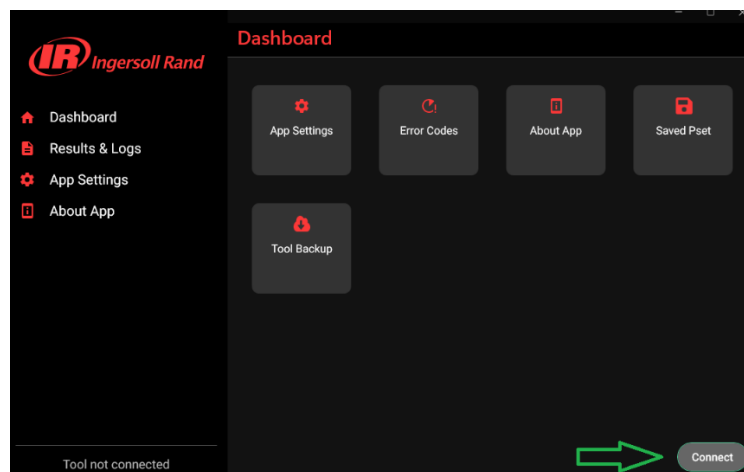 IR Ingersoll Rand
Dashboard
Results & Logs
App Settings
About App
Tool not connected
Dashboard
App Settings
Error Codes
About App
Saved Pset
Tool Backup
Connect